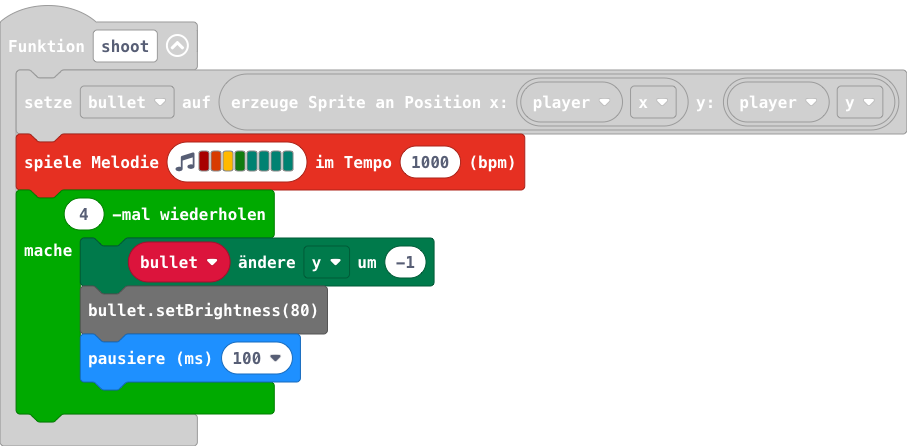 Funktion shoot
setze bullet auf erzeuge Sprite an Position x: player x y: player y
spiele Melodie im Tempo 1000 (bpm)
4 -mal wiederholen
mache
bullet ändere y um -1
bullet.setBrightness(80)
pausiere (ms) 100